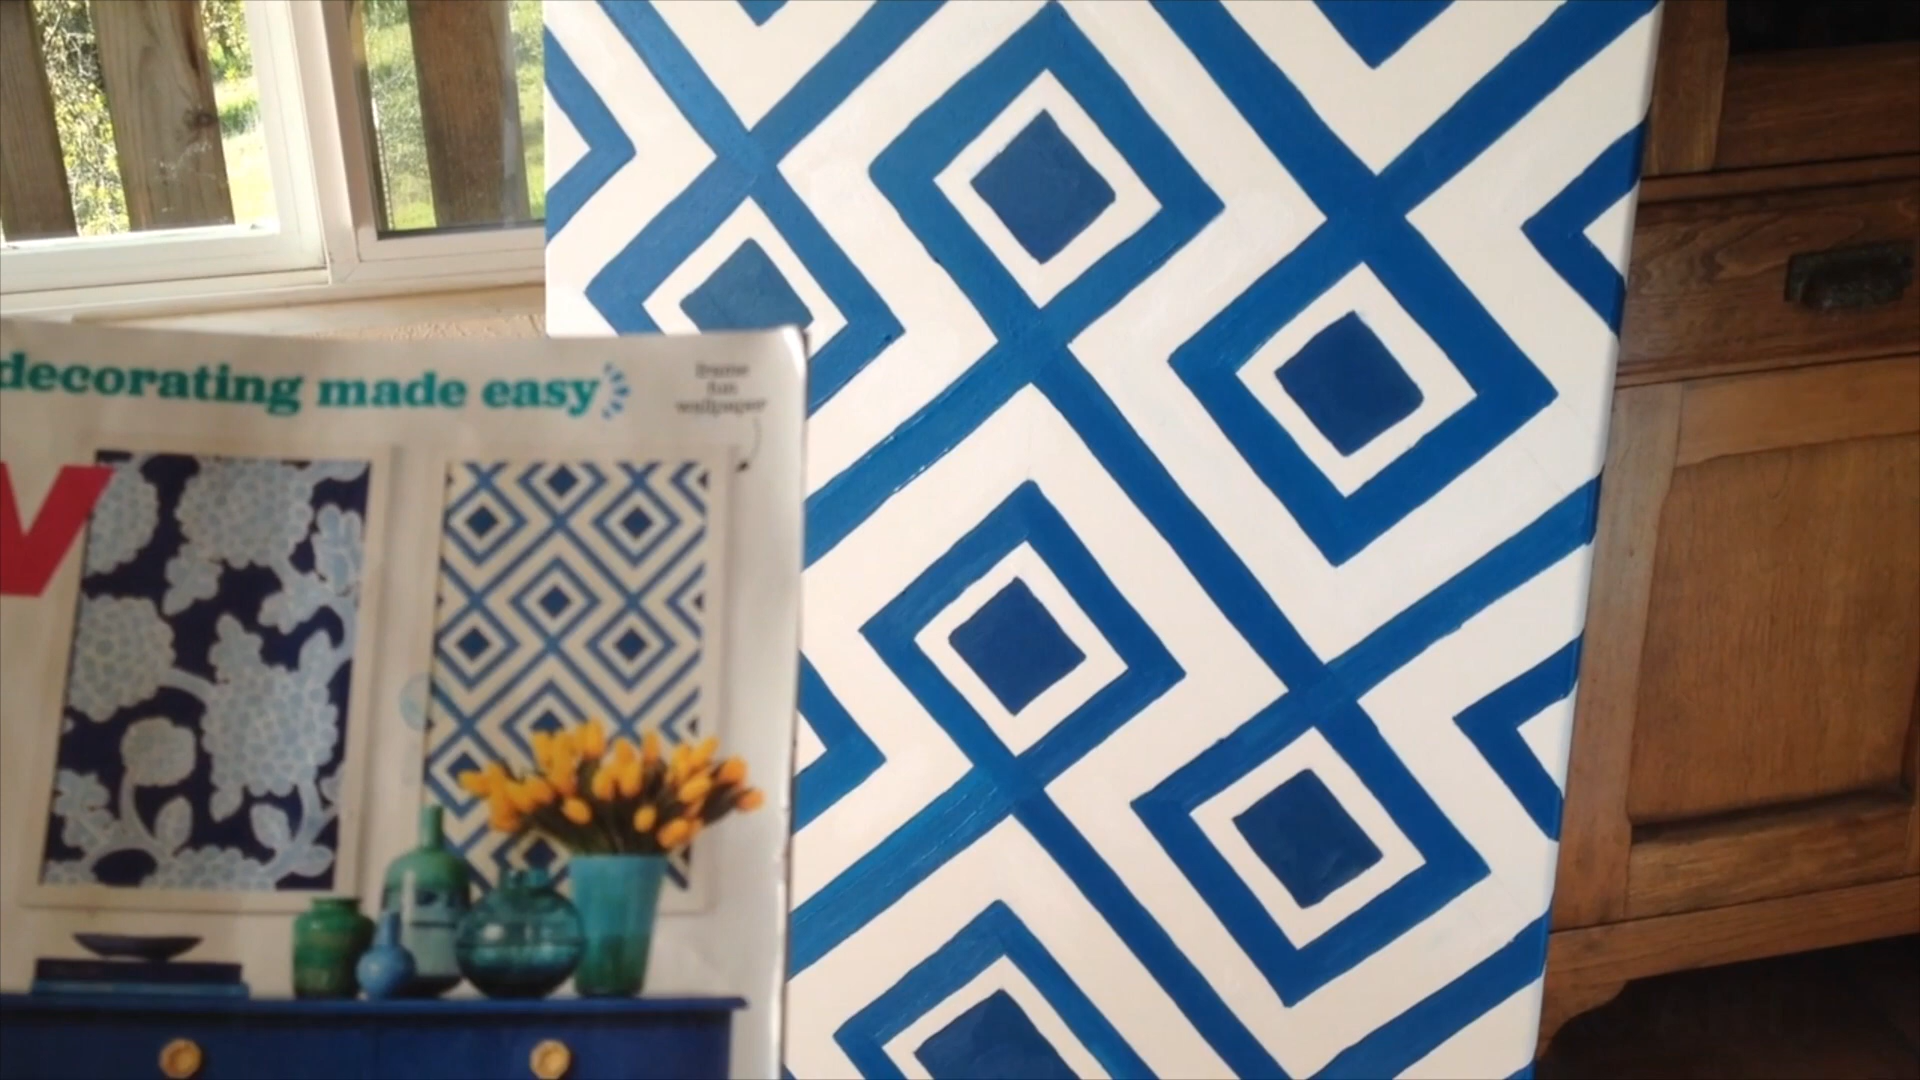 decorating made easy
frame
fun
wallpaper